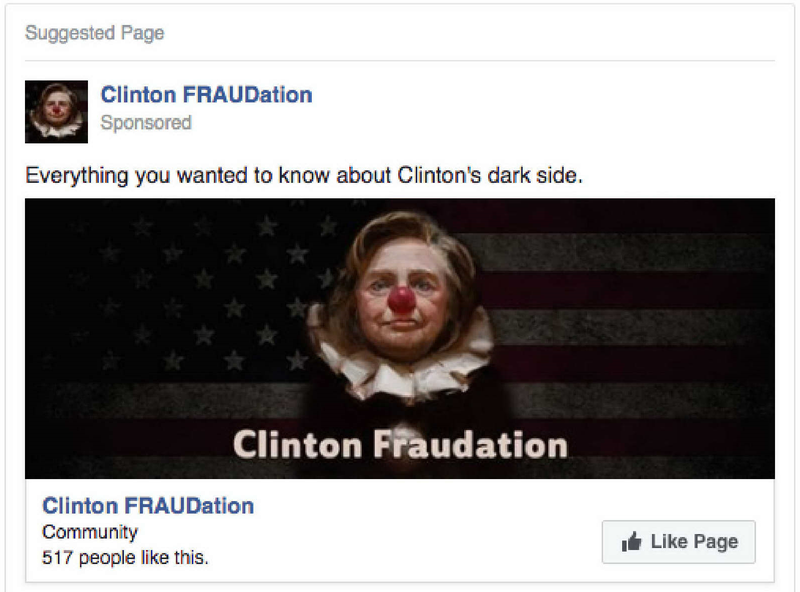 Suggested Page
Clinton FRAUDation
Sponsored
Everything you wanted to know about Clinton's dark side.
Clinton Fraudation
Clinton FRAUDation
Community
517 people like this.
Like Page